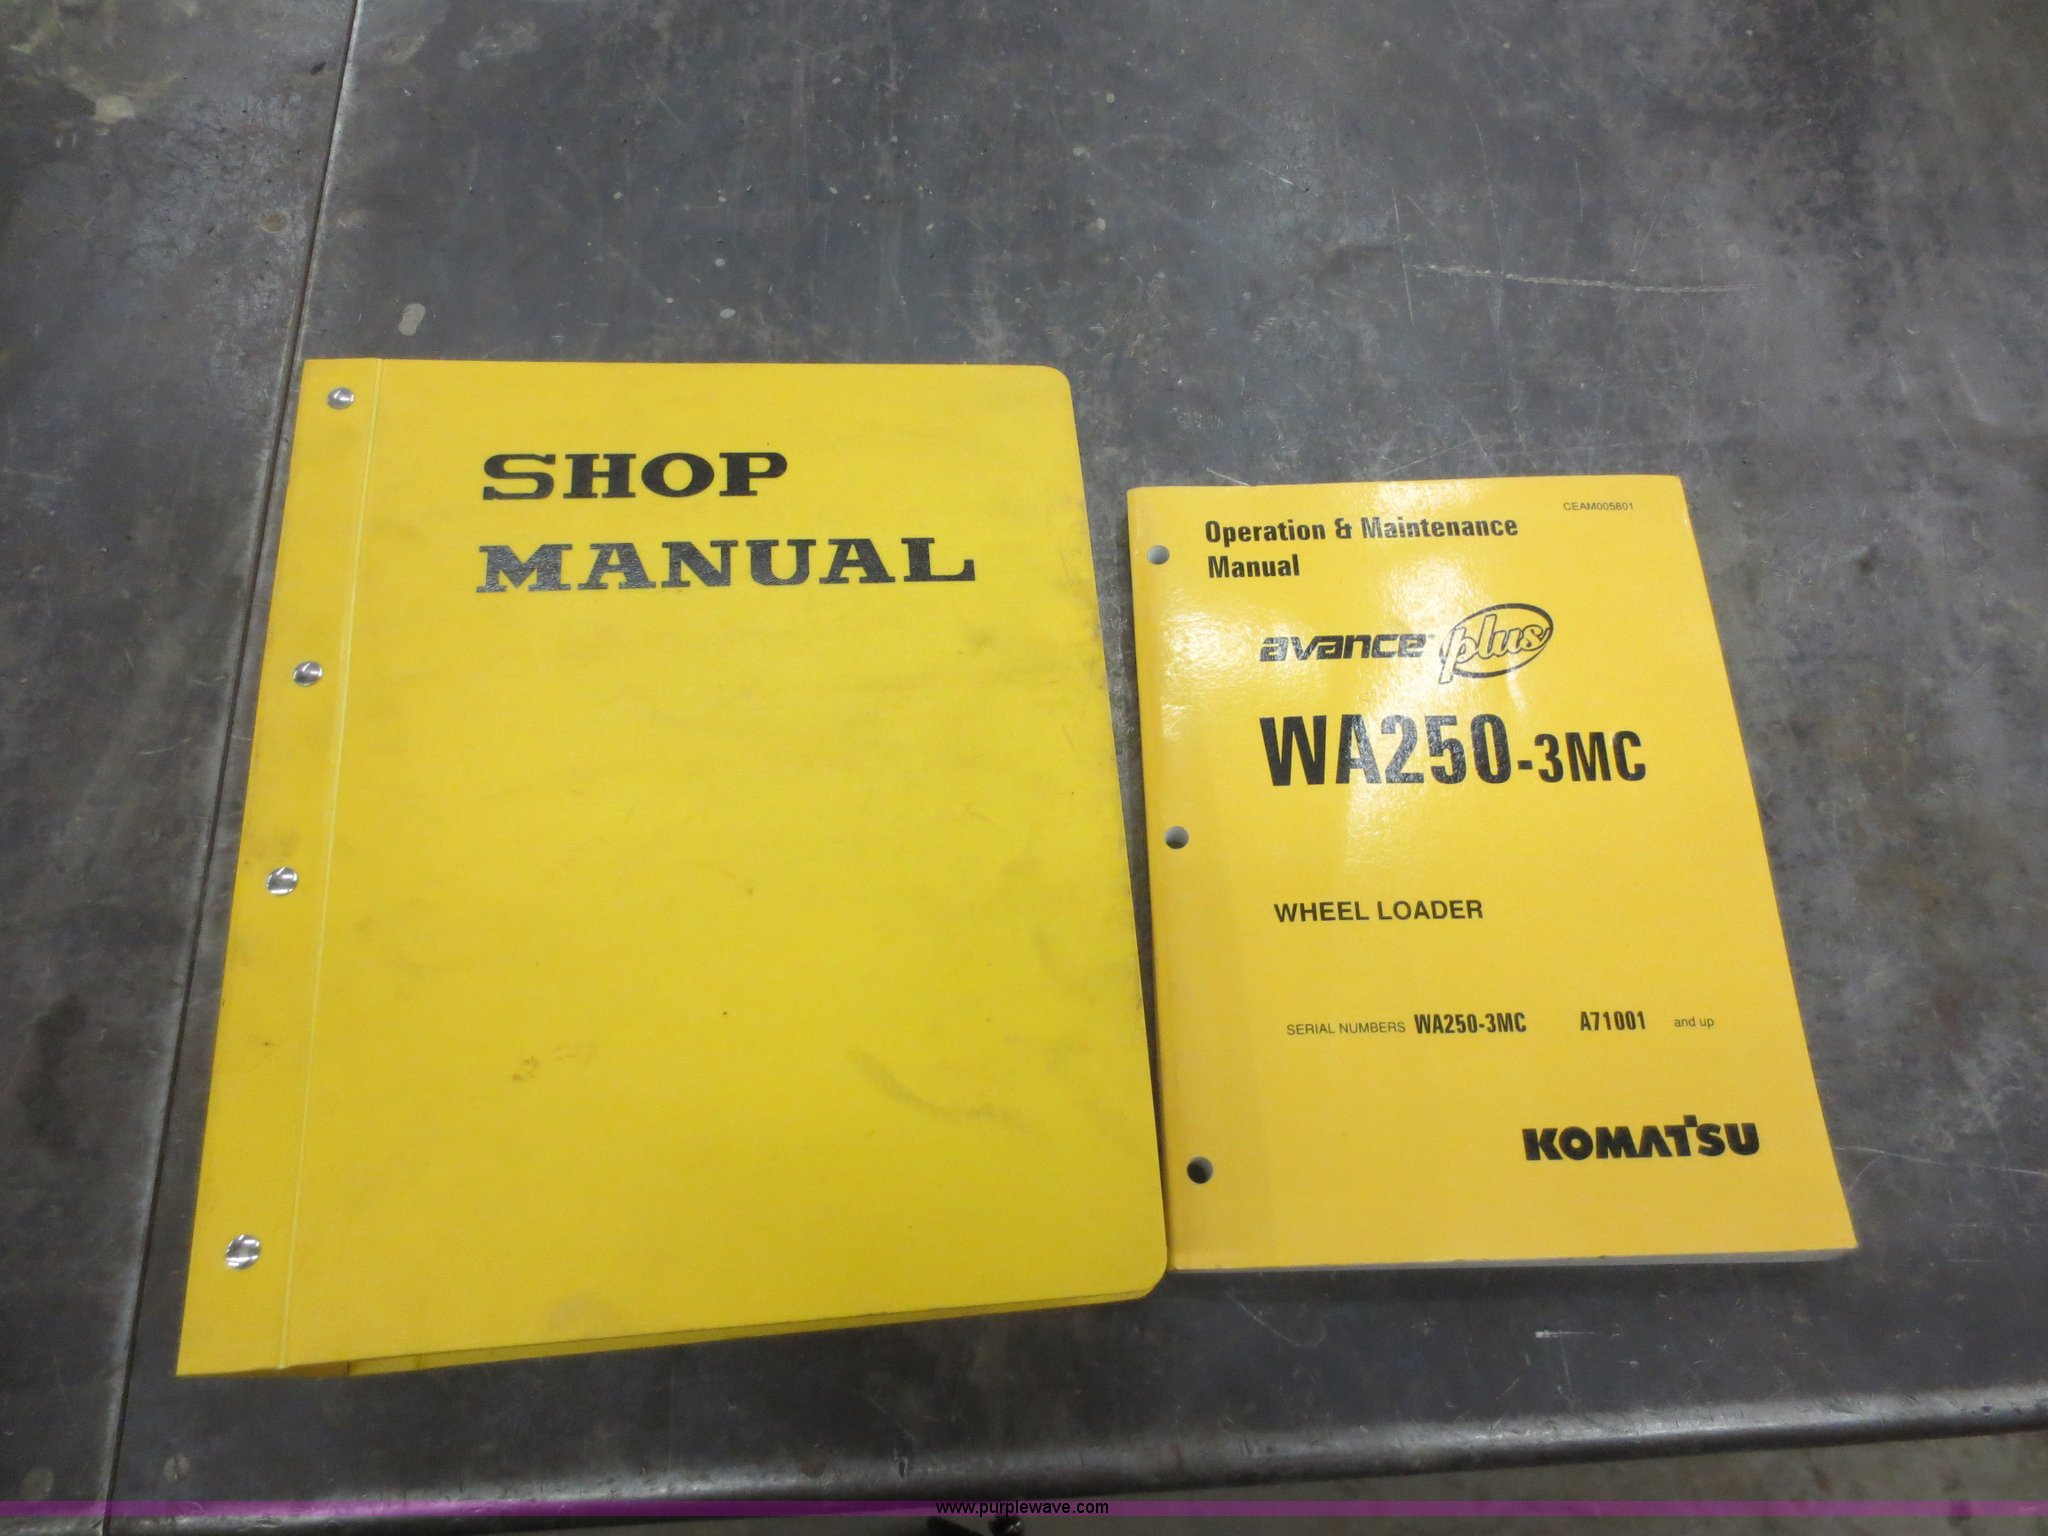 SHOP
MANUAL
CEAM005801
Operation & Maintenance
Manual
avance plus
WA250-3MC
WHEEL LOADER
SERIAL NUMBERS WA250-3MC A71001 and up
KOMATSU
www.purplewave.com